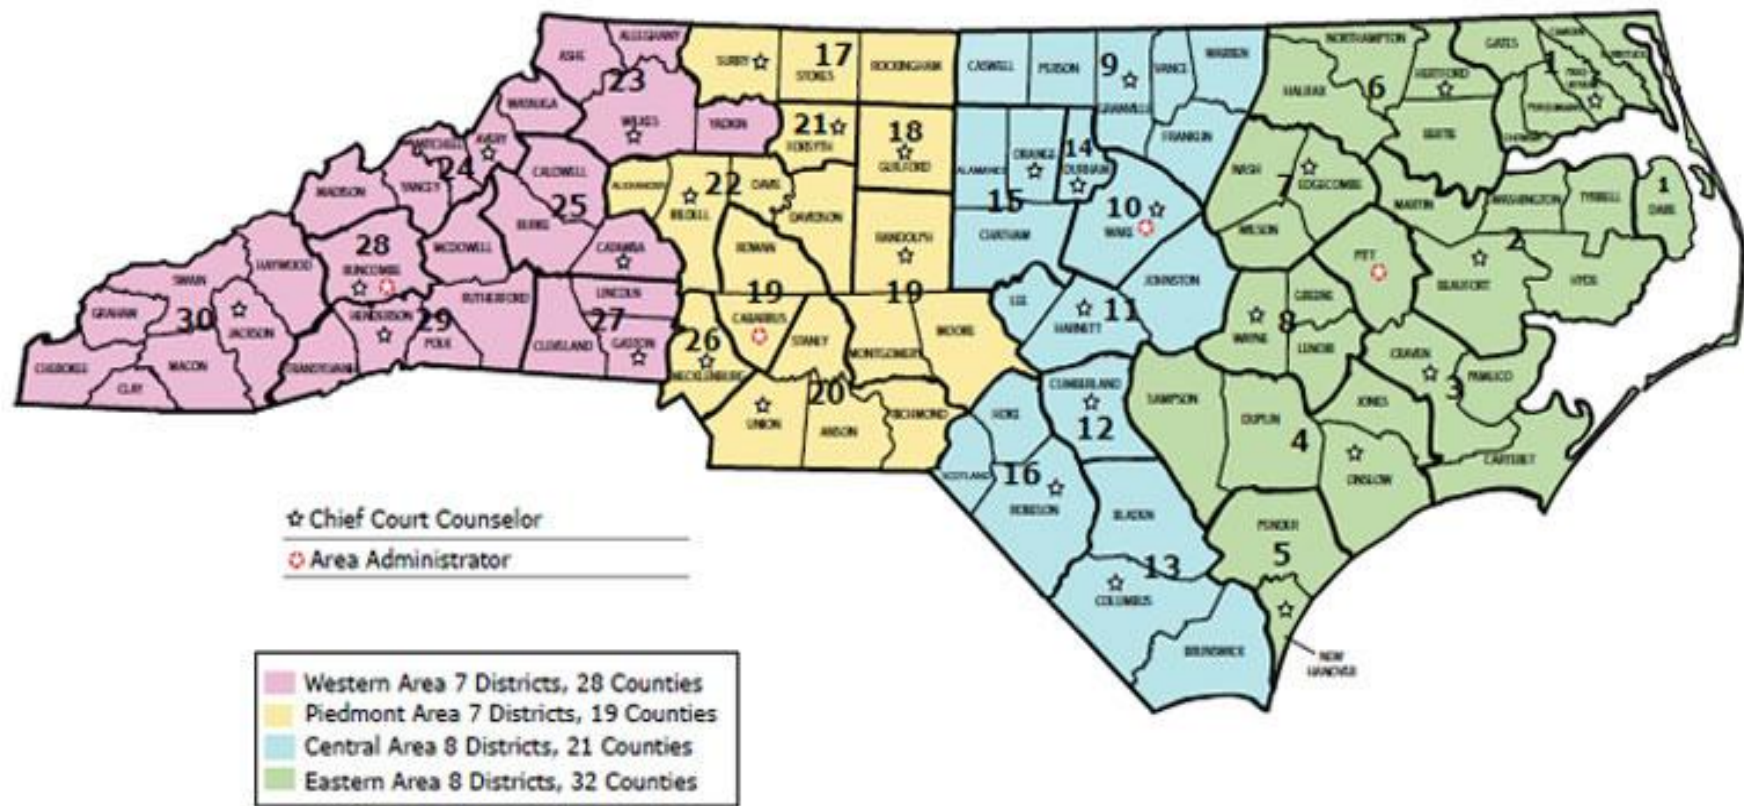 ALLEGHANY
ASHE
23
WATAUGA
WILKES
YADKIN
SURRY
17
STOKES
ROCKINGHAM
CASWELL
PERSON
9
GRANVILLE
VANCE
WARREN
NORTHAMPTON
GATES
6
HERTFORD
HALIFAX
1
MITCHELL
AVERY
24
YANCEY
MADISON
CALDWELL
25
BURKE
CATAWBA
21
FORSYTH
18
GUILFORD
ALAMANCE
ORANGE
14
DURHAM
FRANKLIN
BERTIE
ALEXANDER
22
DAVIE
IREDELL
DAVIDSON
RANDOLPH
15
CHATHAM
10
WAKE
NASH
7
EDGECOMBE
WILSON
MARTIN
WASHINGTON
TYRRELL
1
DARE
28
BUNCOMBE
MCDOWELL
HAYWOOD
SWAIN
GRAHAM
30
JACKSON
HENDERSON
29
RUTHERFORD
POLK
LINCOLN
27
CLEVELAND
GASTON
ROWAN
19
19
CABARRUS
26
MECKLENBURG
STANLY
MONTGOMERY
MOORE
LEE
HARNETT
11
JOHNSTON
PITT
2
BEAUFORT
HYDE
GREENE
8
WAYNE
LENOIR
CRAVEN
PAMLICO
3
JONES
CHEROKEE
CLAY
MACON
TRANSYLVANIA
20
UNION
ANSON
RICHMOND
HOKE
CUMBERLAND
12
SAMPSON
DUPLIN
4
ONSLOW
CARTERET
SCOTLAND
16
ROBESON
BLADEN
13
COLUMBUS
BRUNSWICK
PENDER
5
NEW
HANOVER
Chief Court Counselor
Area Administrator
Western Area 7 Districts, 28 Counties
Piedmont Area 7 Districts, 19 Counties
Central Area 8 Districts, 21 Counties
Eastern Area 8 Districts, 32 Counties